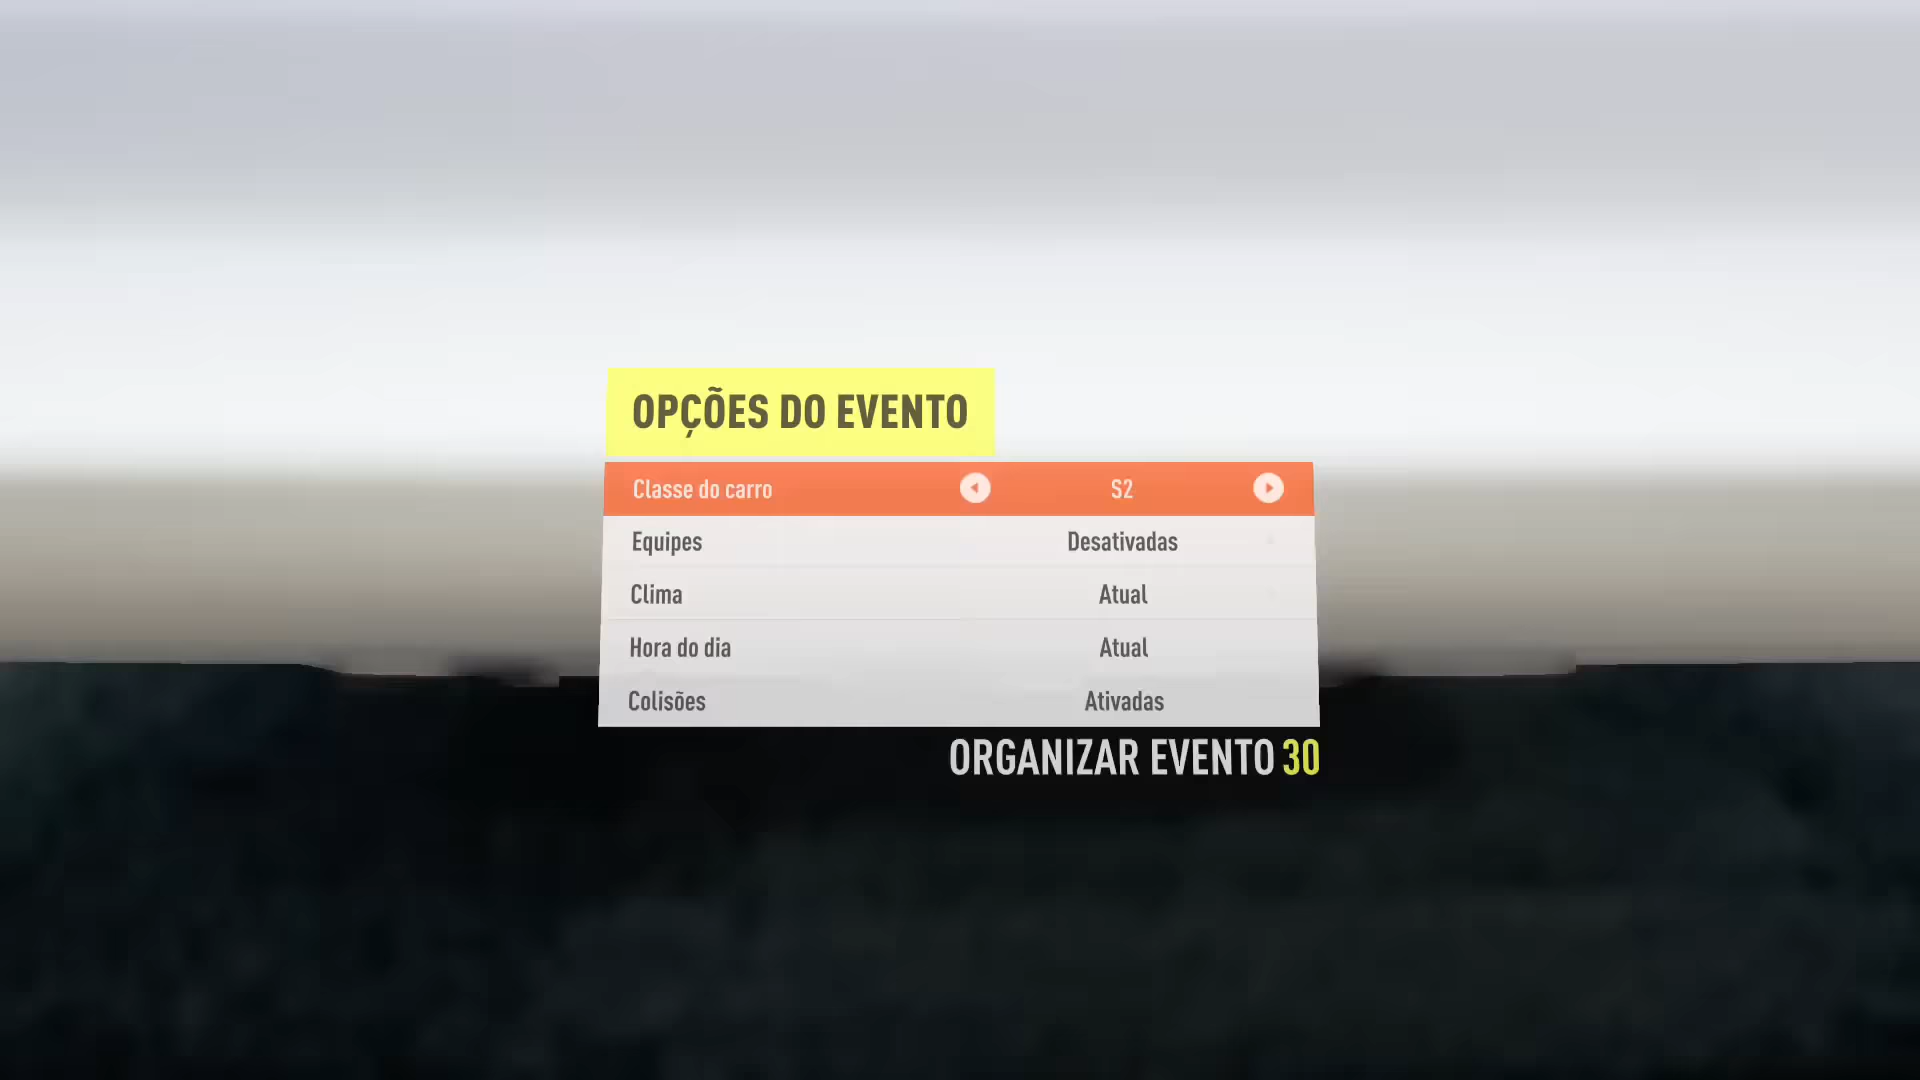 OPÇÕES DO EVENTO
Classe do carro S2
Equipes Desativadas
Clima Atual
Hora do dia Atual
Colisões Ativadas
ORGANIZAR EVENTO 30